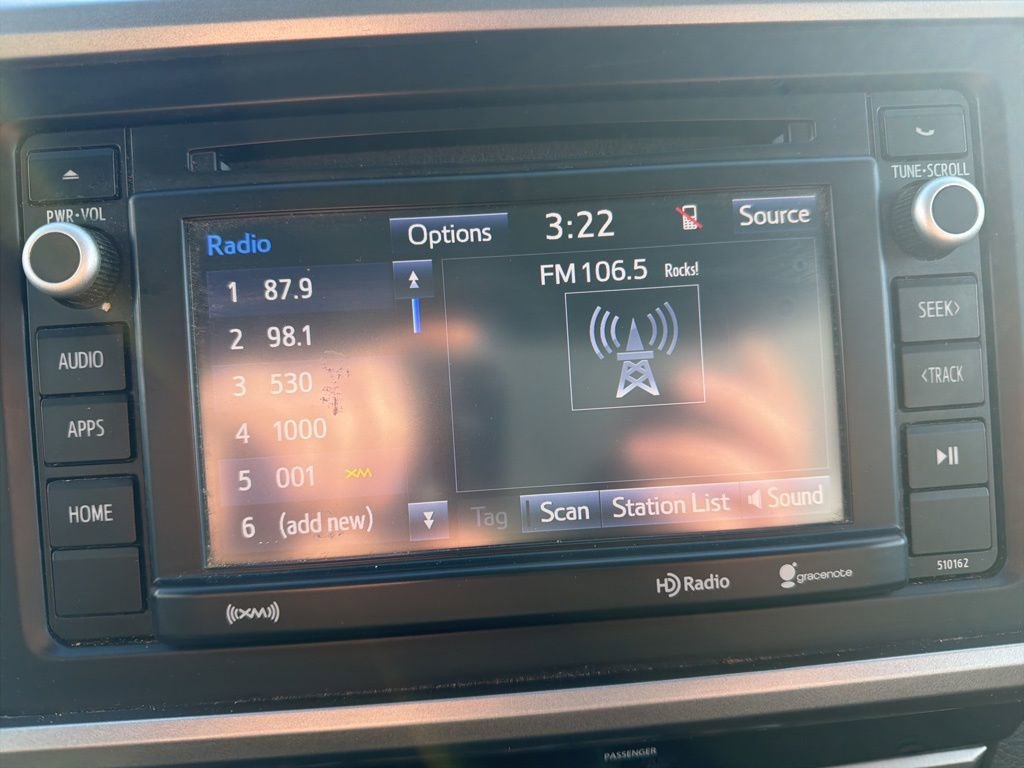 PWR•VOL
AUDIO
APPS
HOME
Radio
Options
3:22
Source
1 87.9
2 98.1
3 530
4 1000
5 001 XM
6 (add new)
FM 106.5 Rocks!
Tag
Scan
Station List
Sound
TUNE•SCROLL
SEEK>
<TRACK
510162
((XM))
HD Radio
gracenote
PASSENGER